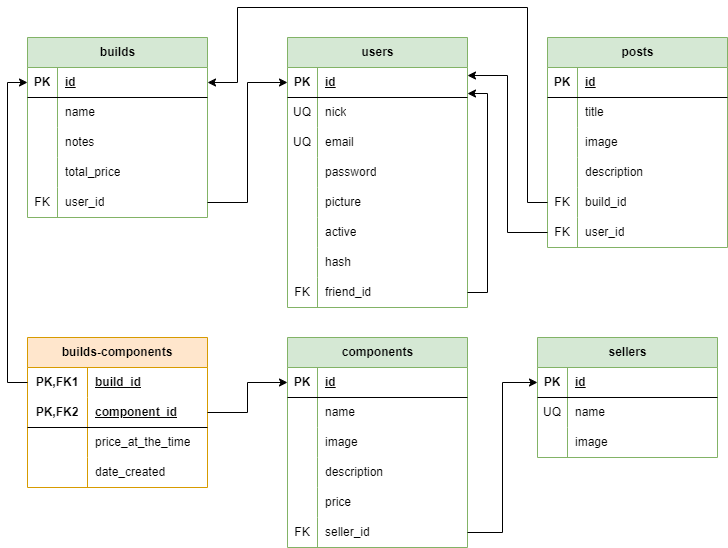 builds
PK id
name
notes
total_price
FK user_id
users
PK id
UQ nick
UQ email
password
picture
active
hash
FK friend_id
posts
PK id
title
image
description
FK build_id
FK user_id
builds-components
PK,FK1 build_id
PK,FK2 component_id
price_at_the_time
date_created
components
PK id
name
image
description
price
FK seller_id
sellers
PK id
UQ name
image